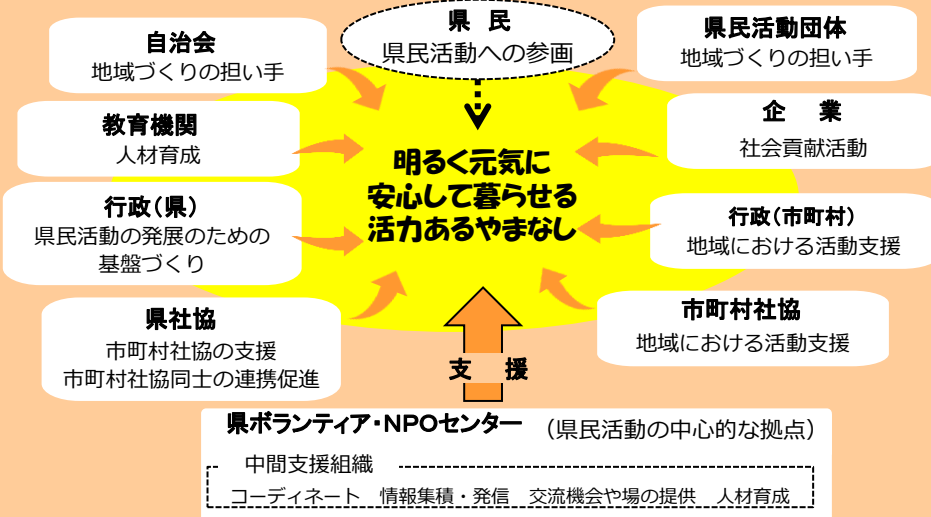 県 民
県民活動への参画
自治会
地域づくりの担い手
県民活動団体
地域づくりの担い手
教育機関
人材育成
企 業
社会貢献活動
明るく元気に
安心して暮らせる
活力あるやまなし
行政(県)
県民活動の発展のための
基盤づくり
行政(市町村)
地域における活動支援
県社協
市町村社協の支援
市町村社協同士の連携促進
市町村社協
地域における活動支援
支 援
県ボランティア・NPOセンター (県民活動の中心的な拠点)
中間支援組織
コーディネート 情報集積・発信 交流機会や場の提供 人材育成